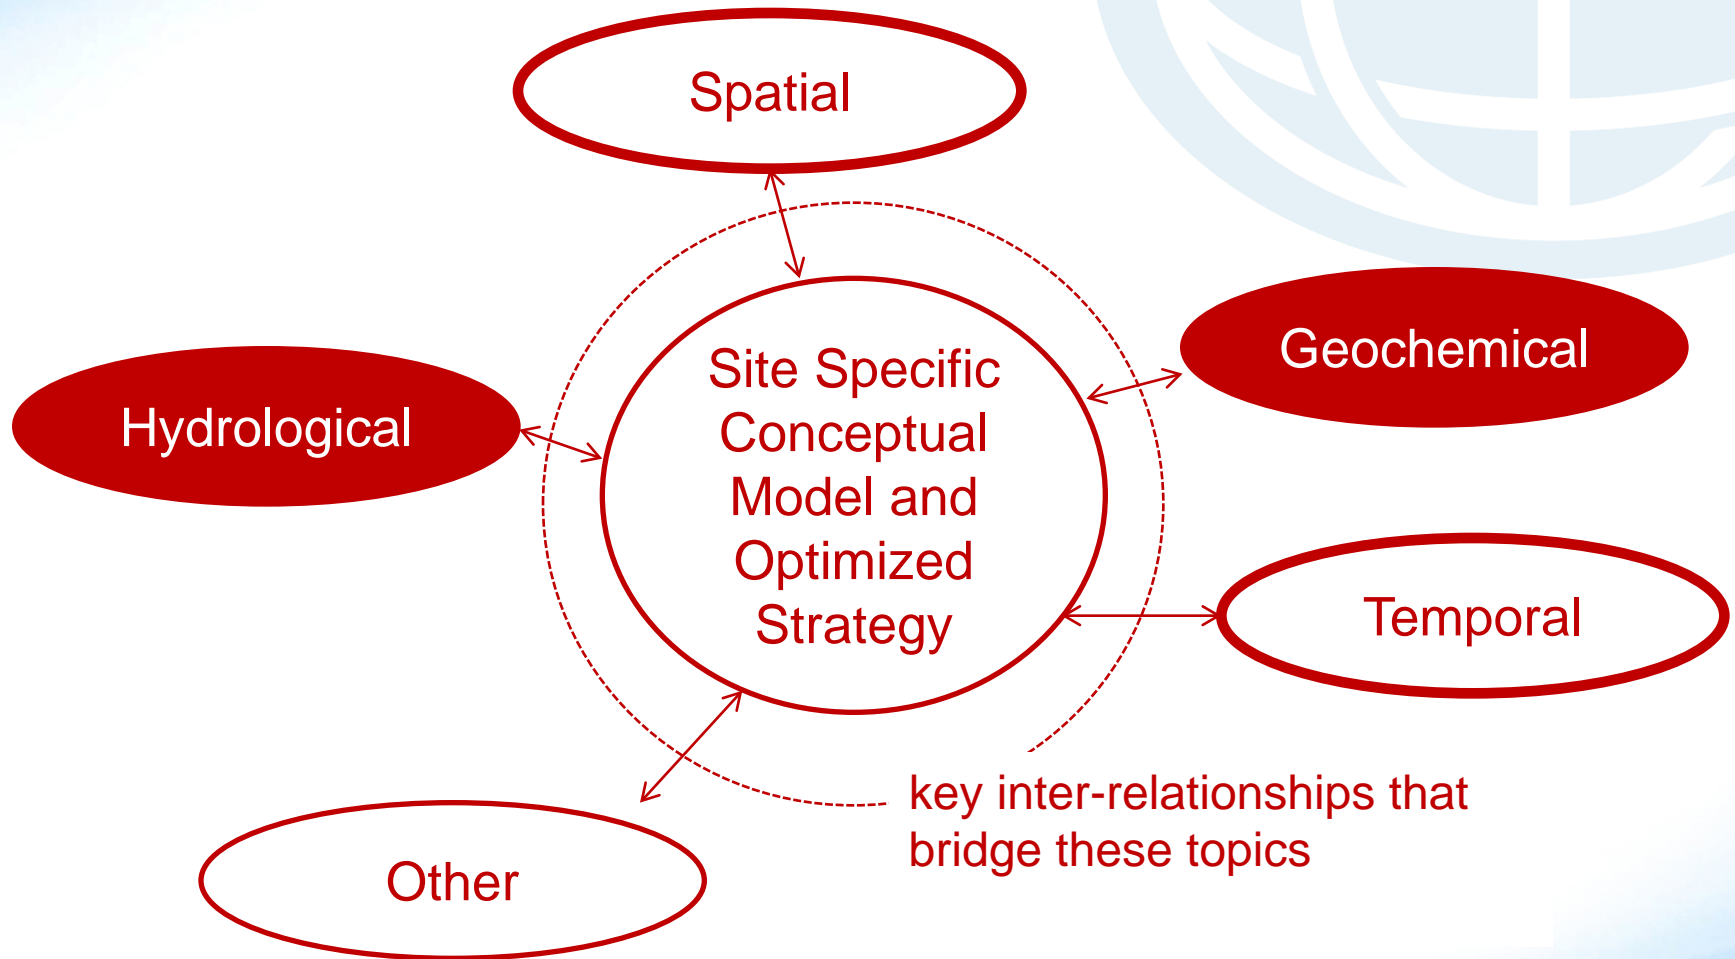 Spatial
Geochemical
Hydrological
Site Specific
Conceptual
Model and
Optimized
Strategy
Temporal
key inter-relationships that
bridge these topics
Other